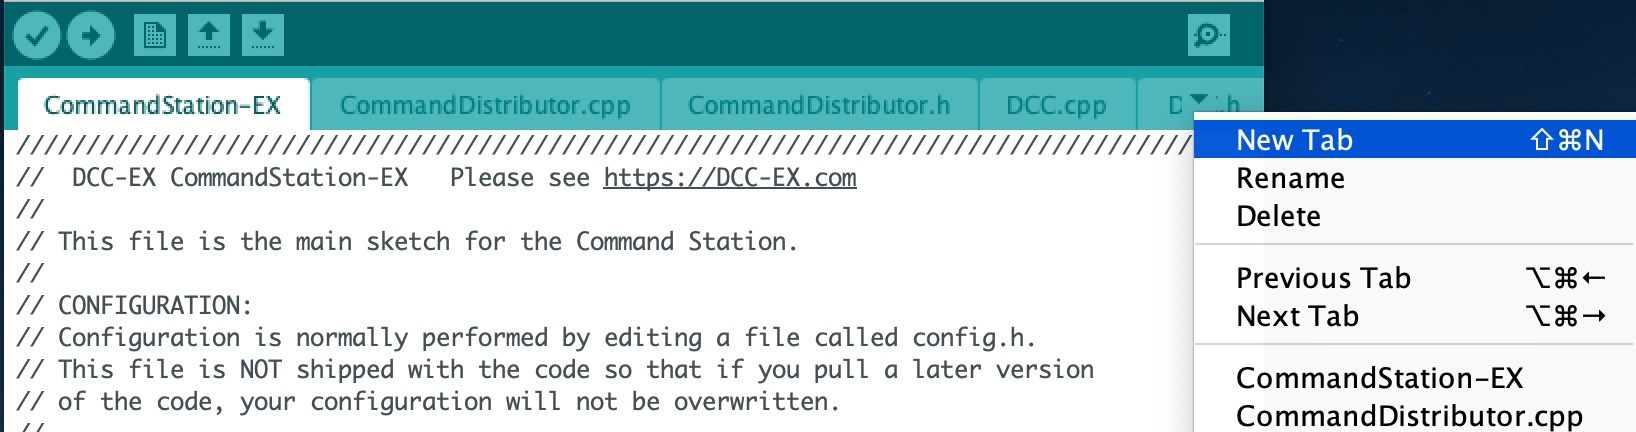 CommandStation-EX CommandDistributor.cpp CommandDistributor.h DCC.cpp .h
////////////////////////////////////////////////////////////////////////////////////
// DCC-EX CommandStation-EX Please see https://DCC-EX.com
//
// This file is the main sketch for the Command Station.
//
// CONFIGURATION:
// Configuration is normally performed by editing a file called config.h.
// This file is NOT shipped with the code so that if you pull a later version
// of the code, your configuration will not be overwritten.
//
New Tab ⇧⌘N
Rename
Delete
Previous Tab ⌥⌘←
Next Tab ⌥⌘→
CommandStation-EX
CommandDistributor.cpp